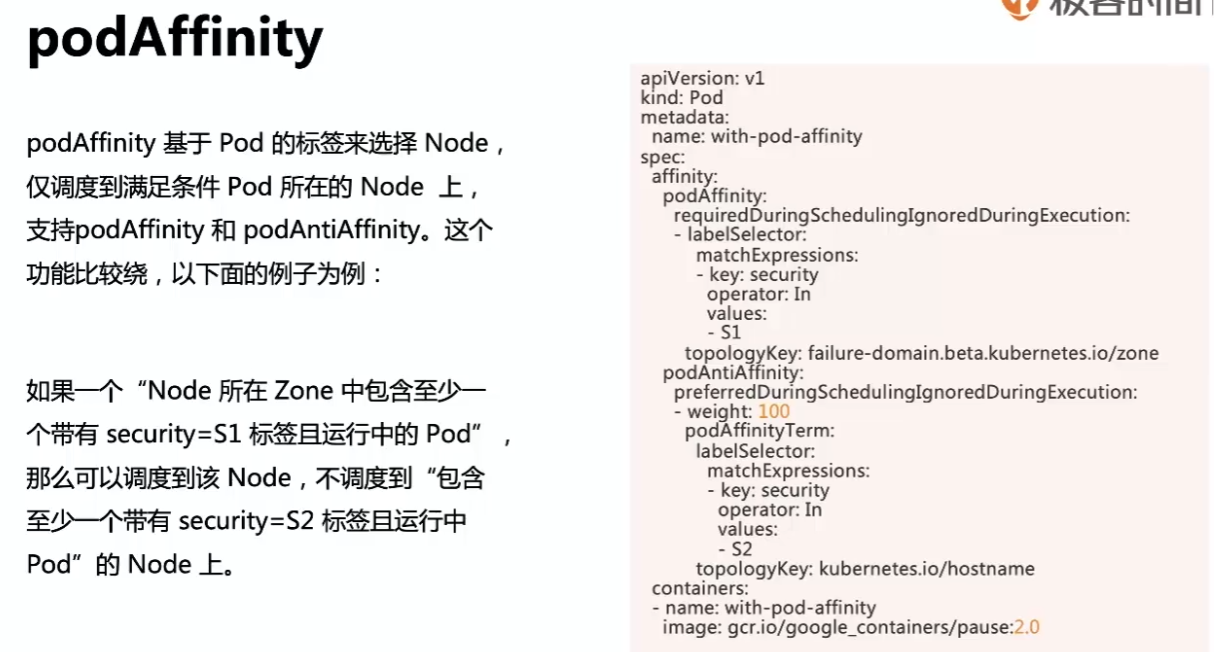 极客时间
podAffinity
podAffinity 基于 Pod 的标签来选择 Node，
仅调度到满足条件 Pod 所在的 Node 上，
支持podAffinity 和 podAntiAffinity。这个
功能比较绕，以下面的例子为例：
如果一个“Node 所在 Zone 中包含至少一
个带有 security=S1 标签且运行中的 Pod”，
那么可以调度到该 Node，不调度到“包含
至少一个带有 security=S2 标签且运行中
Pod”的 Node 上。
apiVersion: v1
kind: Pod
metadata:
  name: with-pod-affinity
spec:
  affinity:
    podAffinity:
      requiredDuringSchedulingIgnoredDuringExecution:
      - labelSelector:
          matchExpressions:
          - key: security
            operator: In
            values:
            - S1
        topologyKey: failure-domain.beta.kubernetes.io/zone
    podAntiAffinity:
      preferredDuringSchedulingIgnoredDuringExecution:
      - weight: 100
        podAffinityTerm:
          labelSelector:
            matchExpressions:
            - key: security
              operator: In
              values:
              - S2
          topologyKey: kubernetes.io/hostname
  containers:
  - name: with-pod-affinity
    image: gcr.io/google_containers/pause:2.0